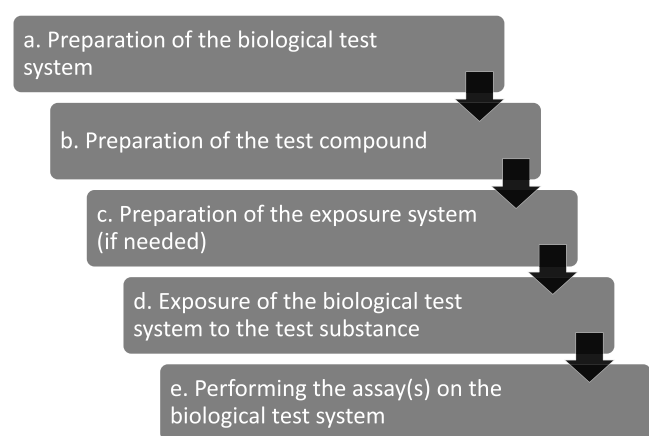 a. Preparation of the biological test
system
b. Preparation of the test compound
c. Preparation of the exposure system
(if needed)
d. Exposure of the biological test
system to the test substance
e. Performing the assay(s) on the
biological test system